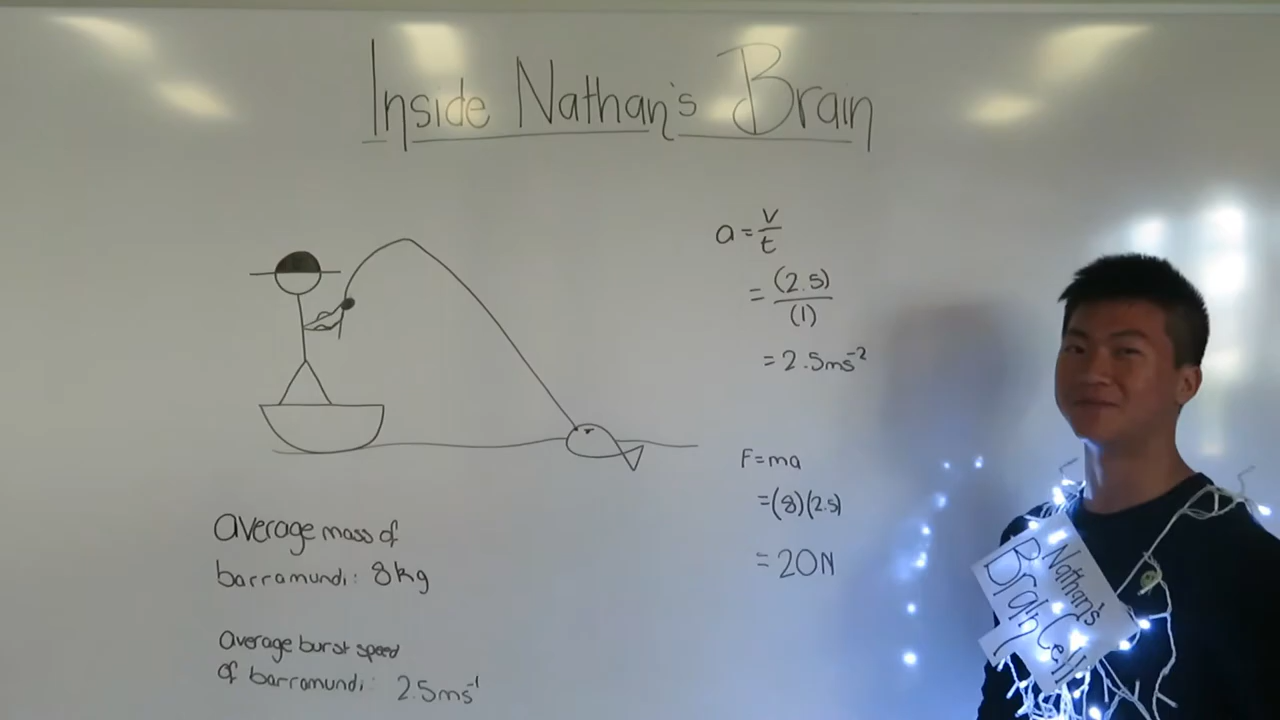 Inside Nathan's Brain
a = v/t
= (2.5)/(1)
= 2.5ms⁻²
F=ma
=(8)(2.5)
= 20N
average mass of
barramundi: 8kg
average burst speed
of barramundi: 2.5ms⁻¹
Nathan's
Brain Cell